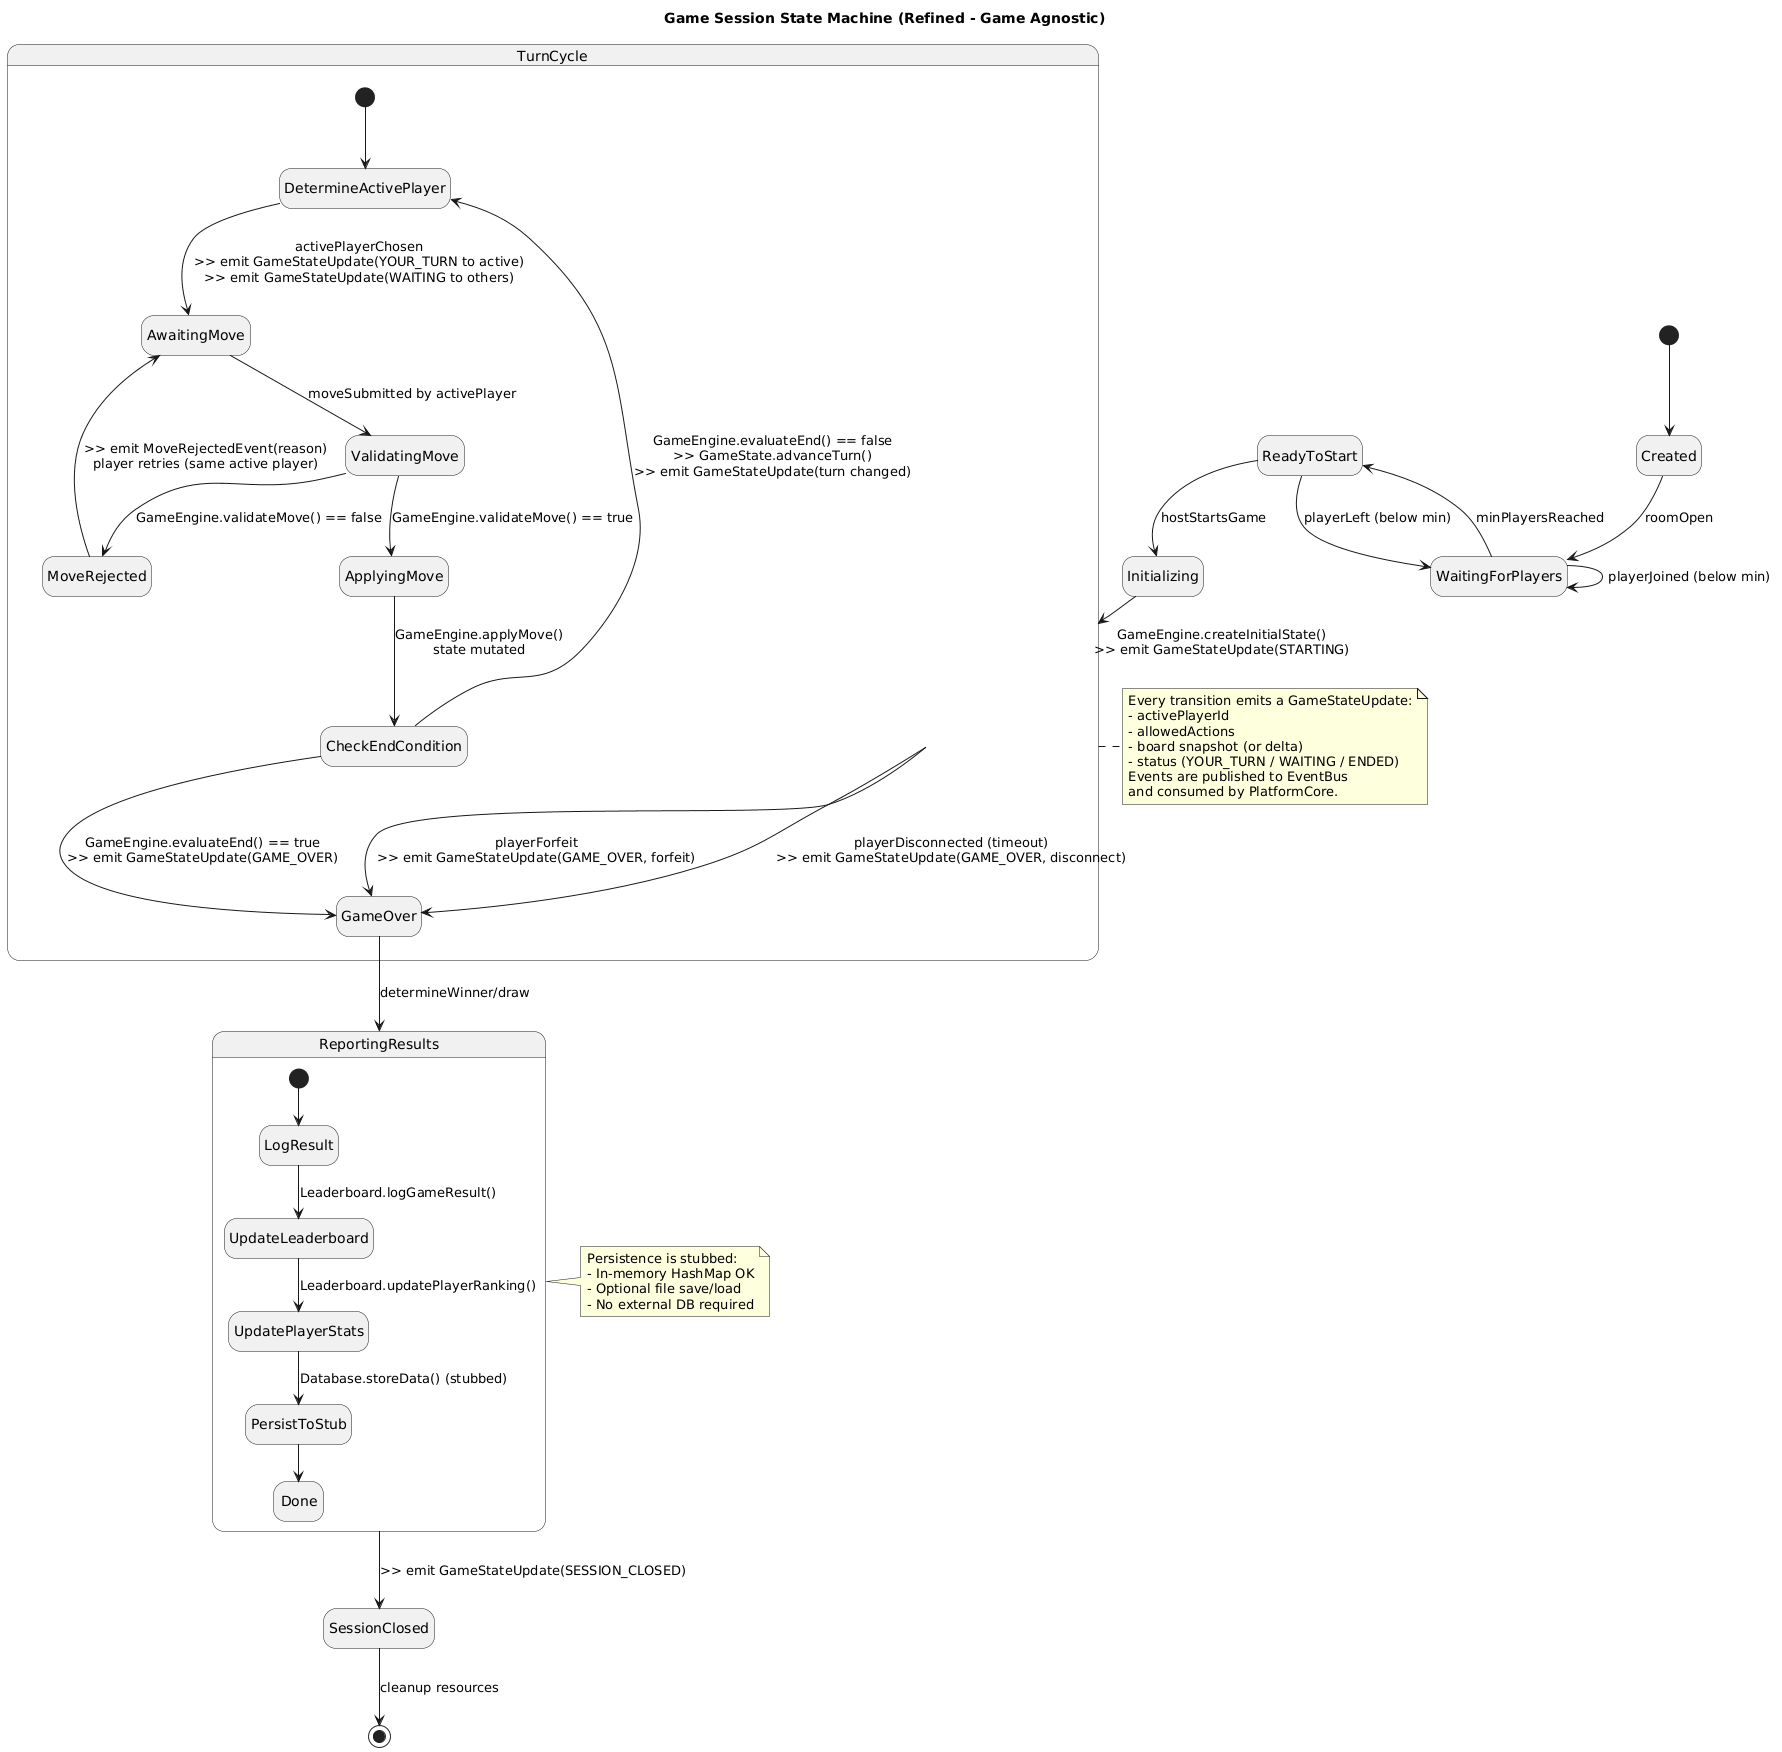 Game Session State Machine (Refined - Game Agnostic)
TurnCycle
DetermineActivePlayer
activePlayerChosen
>> emit GameStateUpdate(YOUR_TURN to active)
>> emit GameStateUpdate(WAITING to others)
AwaitingMove
moveSubmitted by activePlayer
>> emit MoveRejectedEvent(reason)
player retries (same active player)
ValidatingMove
GameEngine.evaluateEnd() == false
>> GameState.advanceTurn()
>> emit GameStateUpdate(turn changed)
GameEngine.validateMove() == false
GameEngine.validateMove() == true
MoveRejected
ApplyingMove
GameEngine.applyMove()
state mutated
CheckEndCondition
GameEngine.evaluateEnd() == true
>> emit GameStateUpdate(GAME_OVER)
playerForfeit
>> emit GameStateUpdate(GAME_OVER, forfeit)
playerDisconnected (timeout)
>> emit GameStateUpdate(GAME_OVER, disconnect)
GameOver
ReadyToStart
Created
hostStartsGame
playerLeft (below min)
minPlayersReached
roomOpen
Initializing
WaitingForPlayers
playerJoined (below min)
GameEngine.createInitialState()
>> emit GameStateUpdate(STARTING)
Every transition emits a GameStateUpdate:
- activePlayerId
- allowedActions
- board snapshot (or delta)
- status (YOUR_TURN / WAITING / ENDED)
Events are published to EventBus
and consumed by PlatformCore.
determineWinner/draw
ReportingResults
LogResult
Leaderboard.logGameResult()
UpdateLeaderboard
Leaderboard.updatePlayerRanking()
UpdatePlayerStats
Database.storeData() (stubbed)
PersistToStub
Done
Persistence is stubbed:
- In-memory HashMap OK
- Optional file save/load
- No external DB required
>> emit GameStateUpdate(SESSION_CLOSED)
SessionClosed
cleanup resources